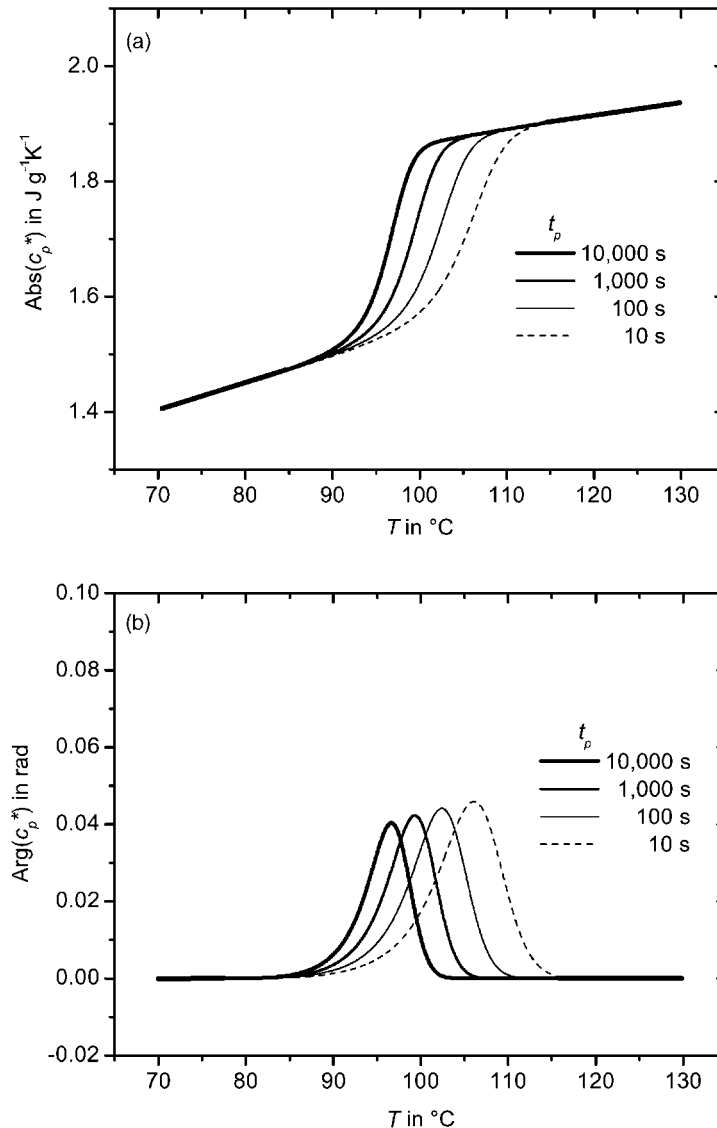 (a)
2.0
1.8
1.6
1.4
Abs(c_p*) in J g⁻¹K⁻¹
t_p
10,000 s
1,000 s
100 s
10 s
70 80 90 100 110 120 130
T in °C
(b)
0.10
0.08
0.06
0.04
0.02
0.00
-0.02
Arg(c_p*) in rad
t_p
10,000 s
1,000 s
100 s
10 s
70 80 90 100 110 120 130
T in °C